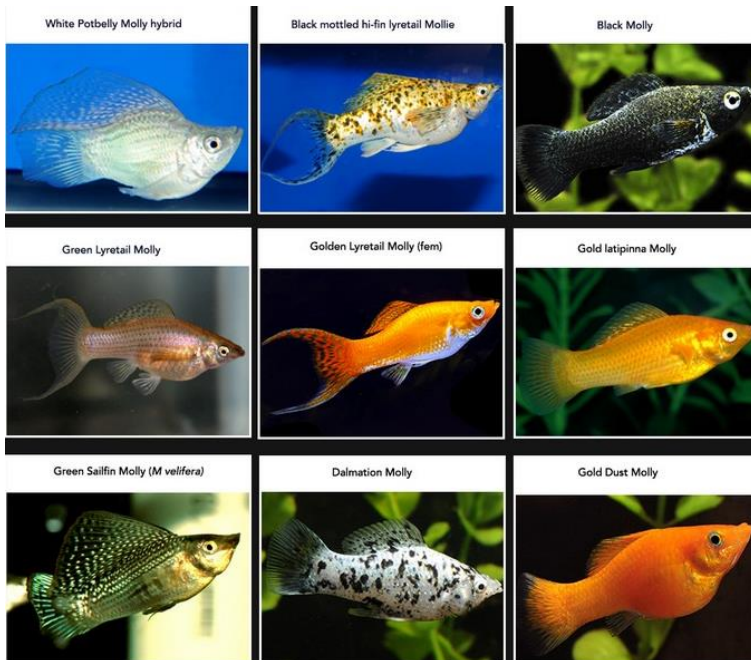 White Potbelly Molly hybrid
Black mottled hi-fin lyretail Mollie
Black Molly
Green Lyretail Molly
Golden Lyretail Molly (fem)
Gold latipinna Molly
Green Sailfin Molly (M velifera)
Dalmation Molly
Gold Dust Molly